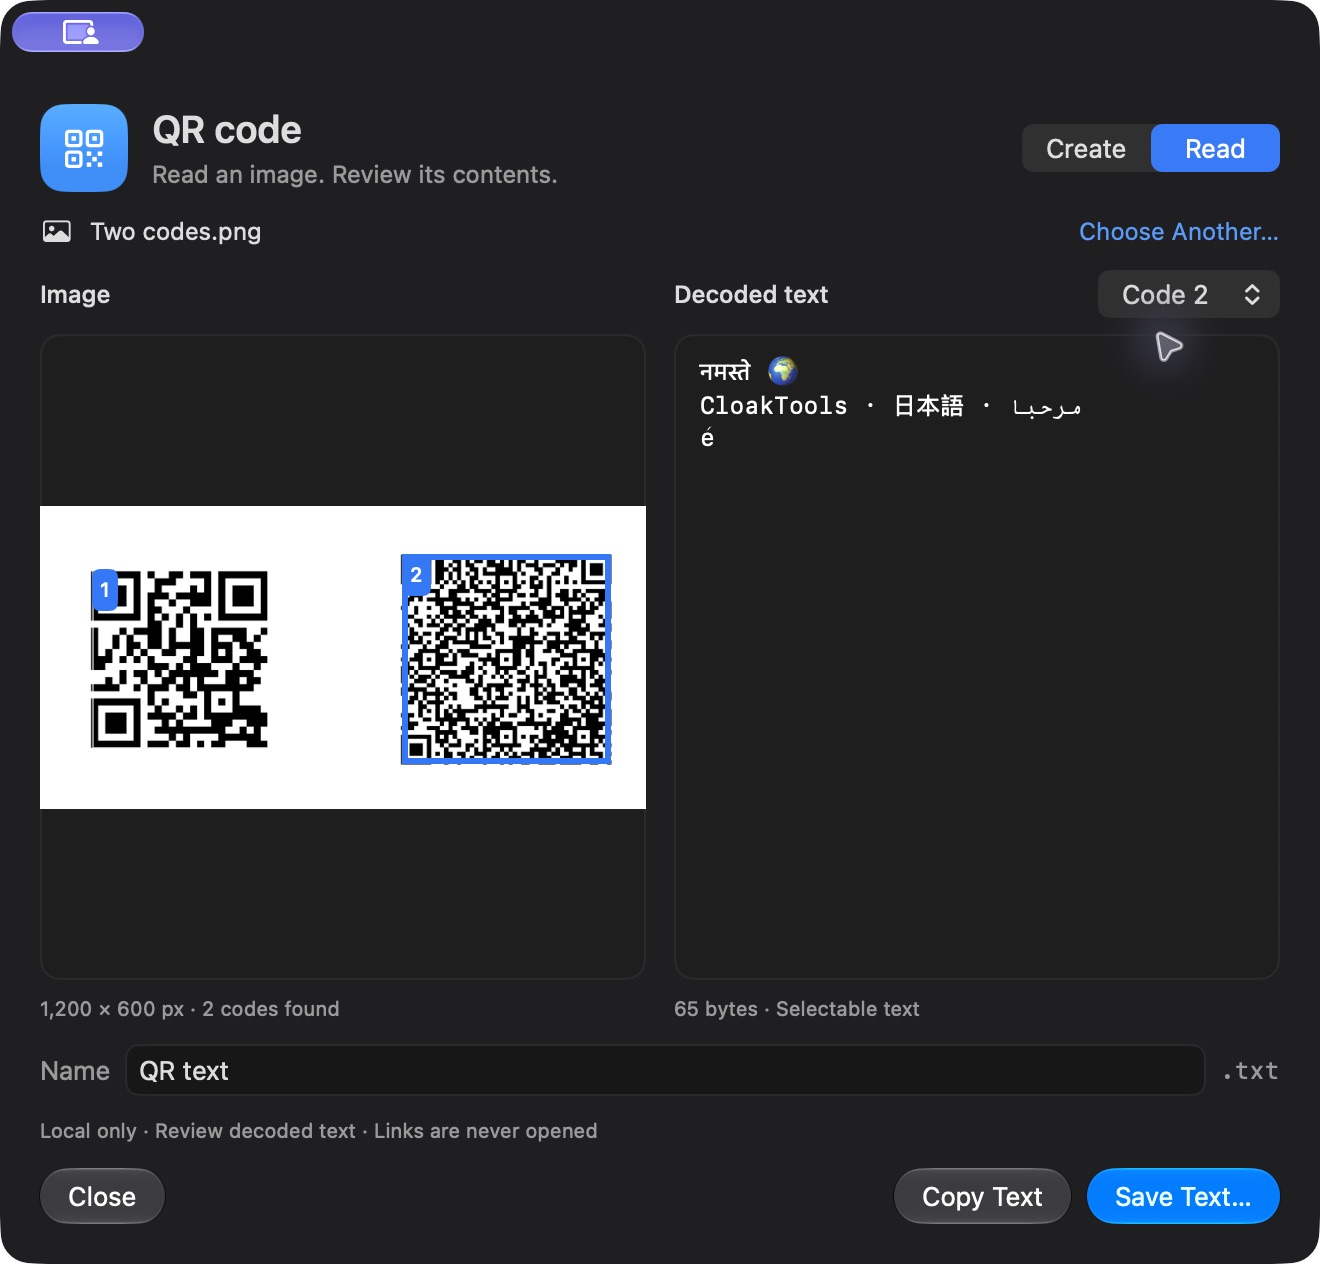 QR code
Read an image. Review its contents.
Create
Read
Two codes.png
Choose Another...
Image
Decoded text
Code 2
1
2
नमस्ते 🌍
CloakTools · 日本語 · مرحبا
é
1,200 × 600 px · 2 codes found
65 bytes · Selectable text
Name
QR text
.txt
Local only · Review decoded text · Links are never opened
Close
Copy Text
Save Text...